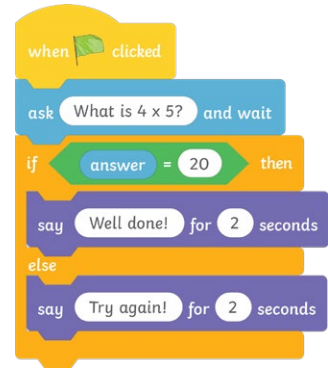 when clicked
ask What is 4 x 5? and wait
if answer = 20 then
say Well done! for 2 seconds
else
say Try again! for 2 seconds